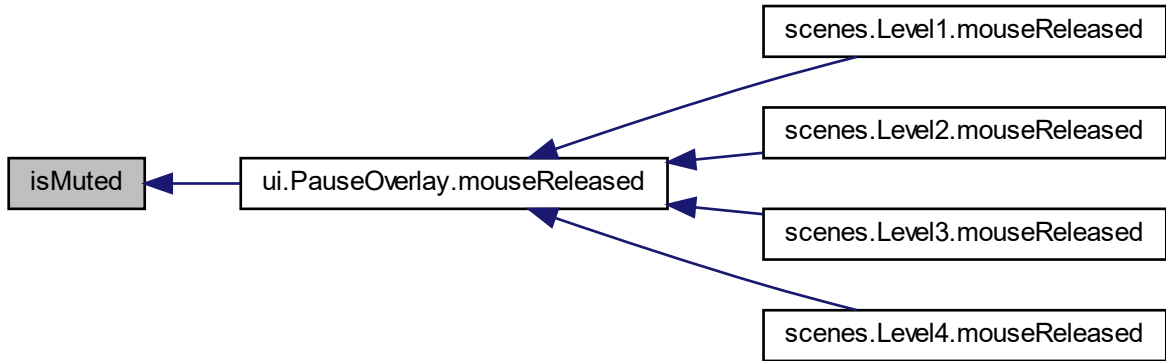 isMuted
ui.PauseOverlay.mouseReleased
scenes.Level1.mouseReleased
scenes.Level2.mouseReleased
scenes.Level3.mouseReleased
scenes.Level4.mouseReleased